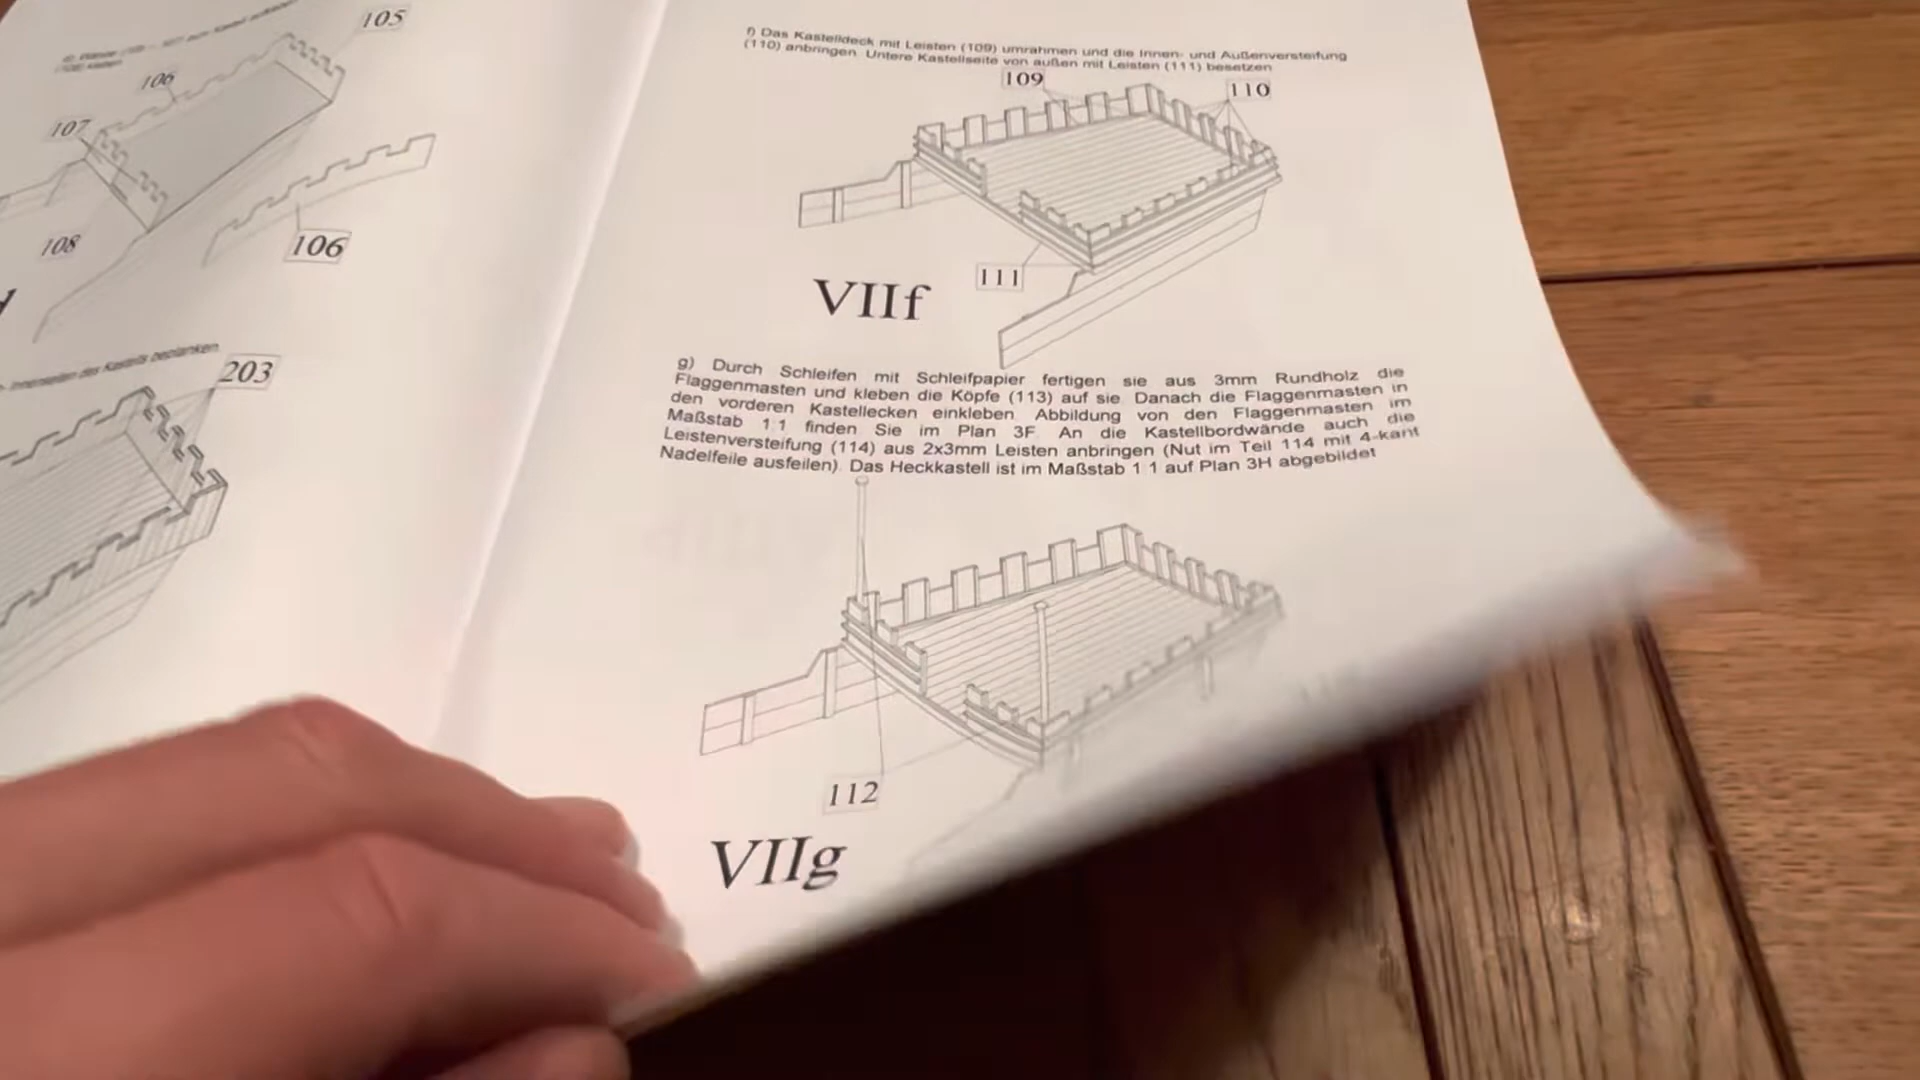 105
106
107
108
106
203
f) Das Kastelldeck mit Leisten (109) umrahmen und die Innen- und Außenversteifung
(110) anbringen. Untere Kastellseite von außen mit Leisten (111) besetzen
109
110
111
VIIf
g) Durch Schleifen mit Schleifpapier fertigen sie aus 3mm Rundholz die
Flaggenmasten und kleben die Köpfe (113) auf sie. Danach die Flaggenmasten in
den vorderen Kastellecken einkleben. Abbildung von den Flaggenmasten im
Maßstab 1:1 finden Sie im Plan 3F. An die Kastellbordwände auch die
Leistenversteifung (114) aus 2x3mm Leisten anbringen (Nut im Teil 114 mit 4-kant
Nadelfeile ausfeilen). Das Heckkastell ist im Maßstab 1:1 auf Plan 3H abgebildet
112
VIIg